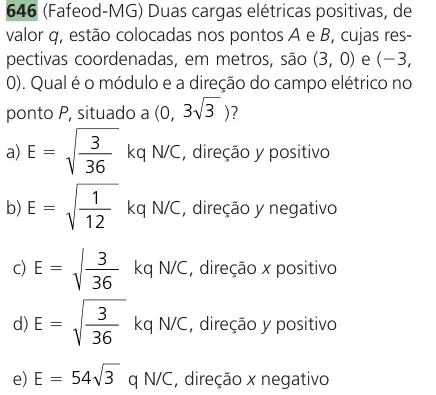 646 (Fafeod-MG) Duas cargas elétricas positivas, de
valor q, estão colocadas nos pontos A e B, cujas res-
pectivas coordenadas, em metros, são (3, 0) e (−3,
0). Qual é o módulo e a direção do campo elétrico no
ponto P, situado a (0, 3√3 )?
a) E = √(3/36) kq N/C, direção y positivo
b) E = √(1/12) kq N/C, direção y negativo
c) E = √(3/36) kq N/C, direção x positivo
d) E = √(3/36) kq N/C, direção y positivo
e) E = 54√3 q N/C, direção x negativo